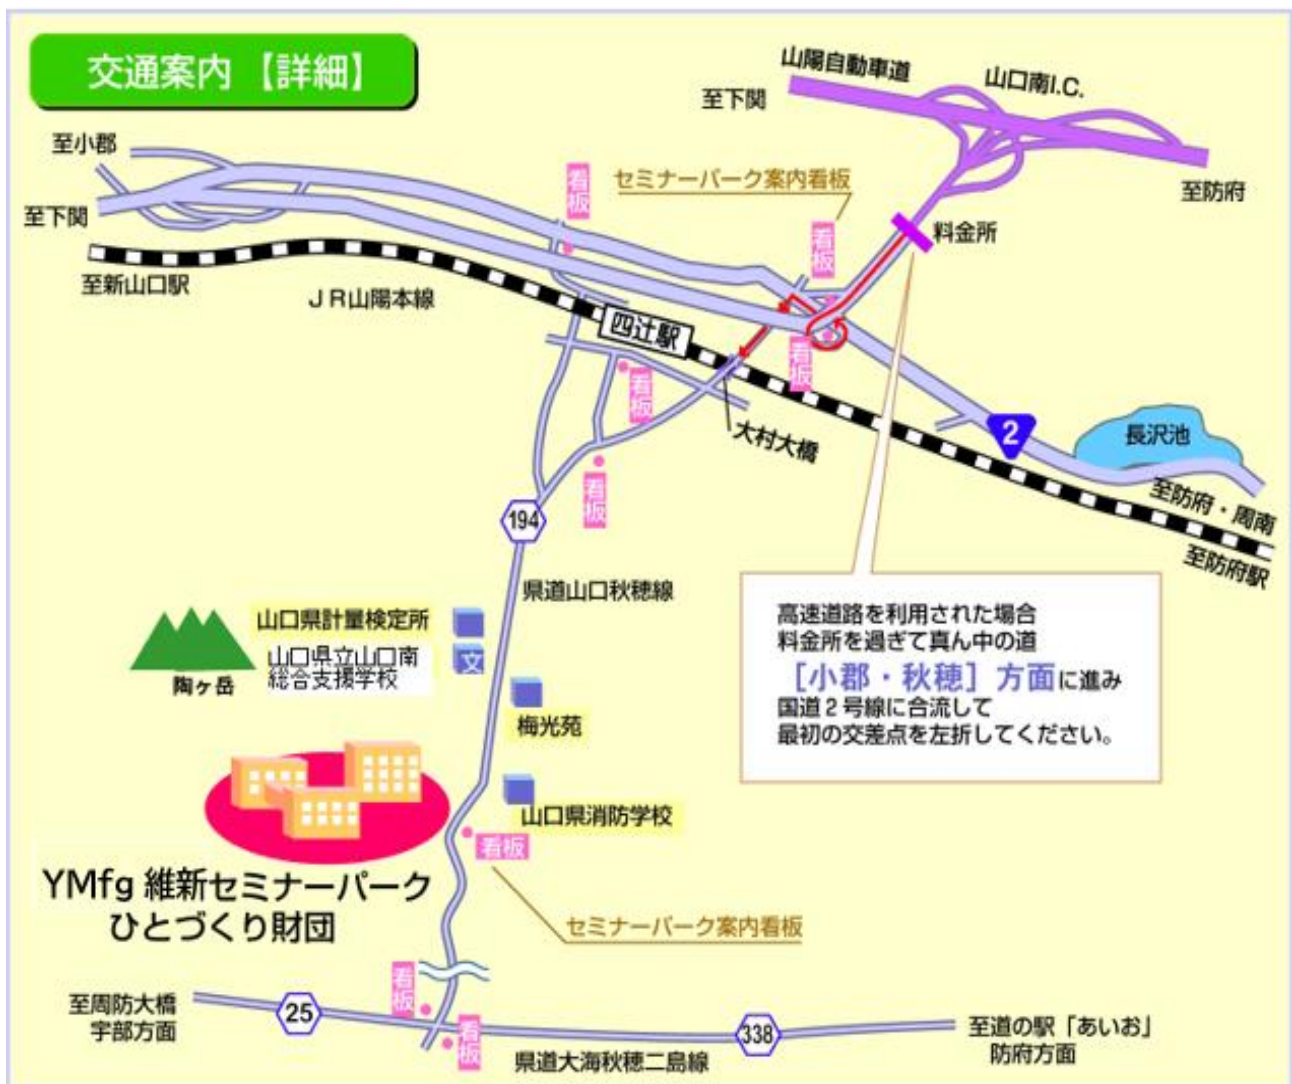 交通案内【詳細】
山陽自動車道
山口南I.C.
至下関
至小郡
セミナーパーク案内看板
看板
至防府
至下関
看板
料金所
至新山口駅
JR山陽本線
四辻駅
看板
看板
大村大橋
2
長沢池
看板
194
至防府・周南
至防府駅
県道山口秋穂線
高速道路を利用された場合
料金所を過ぎて真ん中の道
[小郡・秋穂]方面に進み
国道2号線に合流して
最初の交差点を左折してください。
山口県計量検定所
山口県立山口南
総合支援学校
文
陶ヶ岳
梅光苑
山口県消防学校
看板
YMfg 維新セミナーパーク
ひとづくり財団
セミナーパーク案内看板
看板
至周防大橋
宇部方面
25
看板
338
県道大海秋穂二島線
至道の駅「あいお」
防府方面